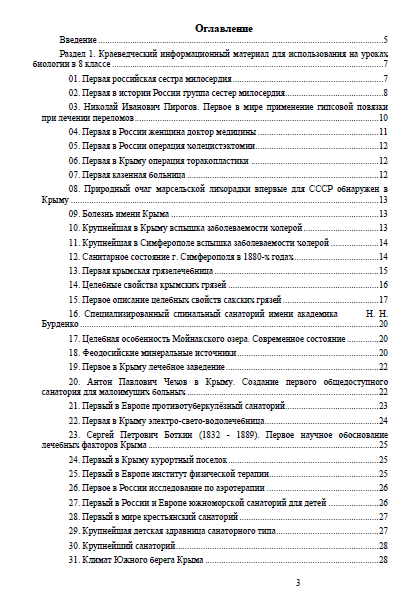 Оглавление
Введение 5
Раздел 1. Краеведческий информационный материал для использования на уроках
биологии в 8 классе 7
01. Первая российская сестра милосердия 7
02. Первая в истории России группа сестер милосердия 8
03. Николай Иванович Пирогов. Первое в мире применение гипсовой повязки
при лечении переломов 10
04. Первая в России женщина доктор медицины 11
05. Первая в России операция холецистэктомии 12
06. Первая в Крыму операция торакопластики 12
07. Первая казенная больница 12
08. Природный очаг марсельской лихорадки впервые для СССР обнаружен в
Крыму 13
09. Болезнь имени Крыма 13
10. Крупнейшая в Крыму вспышка заболеваемости холерой 13
11. Крупнейшая в Симферополе вспышка заболеваемости холерой 14
12. Санитарное состояние г. Симферополя в 1880-х годах 14
13. Первая крымская грязелечебница 15
14. Целебные свойства крымских грязей 16
15. Первое описание целебных свойств сакских грязей 17
16. Специализированный спинальный санаторий имени академика Н. Н.
Бурденко 20
17. Целебная особенность Мойнакского озера. Современное состояние 20
18. Феодосийские минеральные источники 20
19. Первое в Крыму лечебное заведение 22
20. Антон Павлович Чехов в Крыму. Создание первого общедоступного
санатория для малоимущих больных 22
21. Первый в Европе противотуберкулёзный санаторий 23
22. Первая в Крыму электро-свето-водолечебница 24
23. Сергей Петрович Боткин (1832 - 1889). Первое научное обоснование
лечебных факторов Крыма 25
24. Первый в Крыму курортный поселок 25
25. Первый в Европе институт физической терапии 25
26. Первое в России исследование по аэротерапии 26
27. Первый в России и Европе южноморской санаторий для детей 26
28. Первый в мире крестьянский санаторий 27
29. Крупнейшая детская здравница санаторного типа 27
30. Крупнейший санаторий 28
31. Климат Южного берега Крыма 28
3